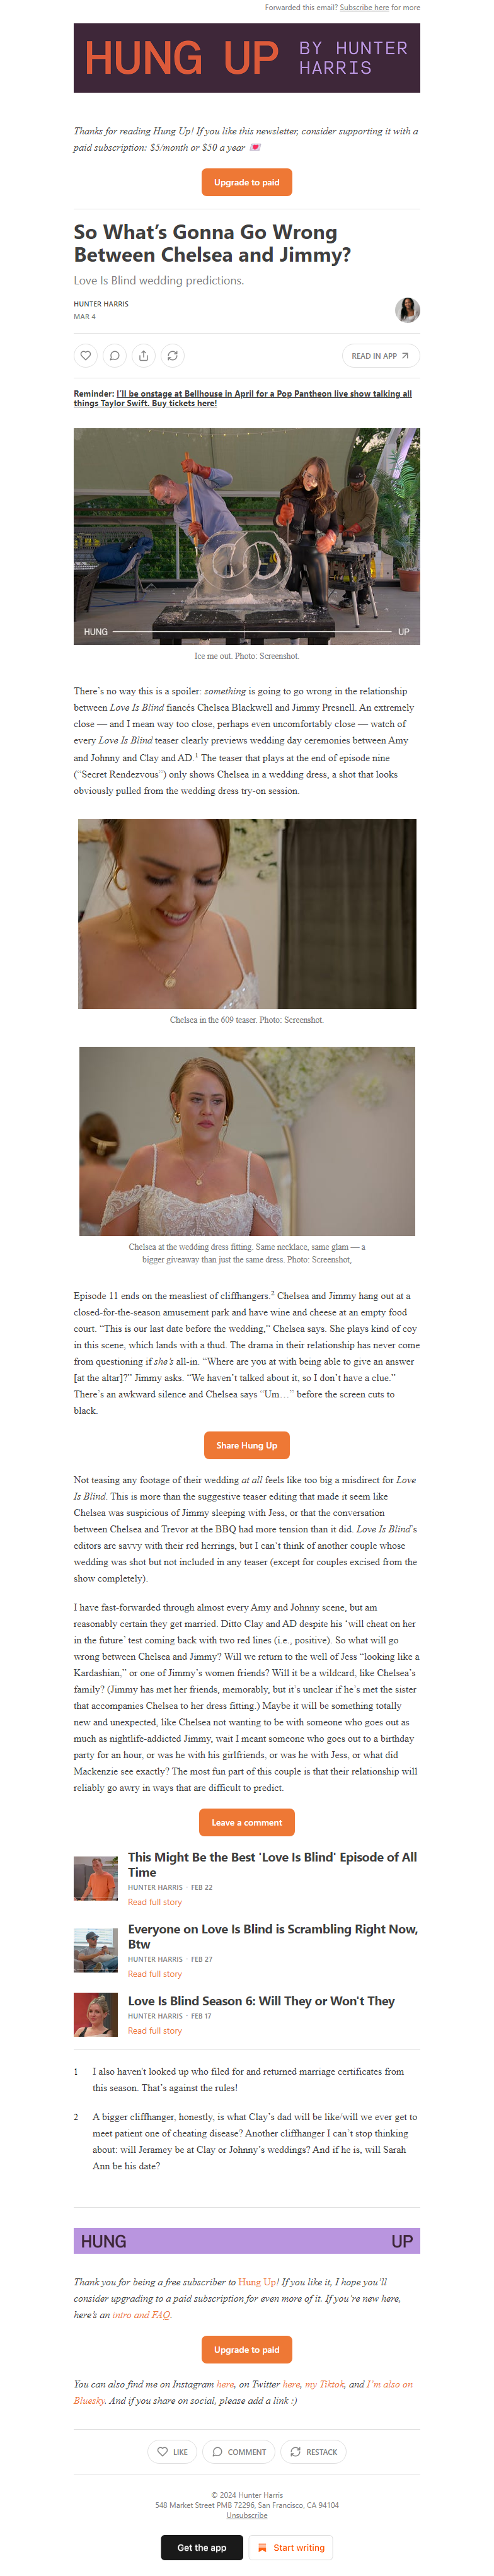 Forwarded this email? Subscribe here for more
HUNG UP
BY HUNTER
HARRIS
Thanks for reading Hung Up! If you like this newsletter, consider supporting it with a
paid subscription: $5/month or $50 a year 💌
Upgrade to paid
So What's Gonna Go Wrong
Between Chelsea and Jimmy?
Love Is Blind wedding predictions.
HUNTER HARRIS
MAR 4
READ IN APP
Reminder: I'll be onstage at Bellhouse in April for a Pop Pantheon live show talking all
things Taylor Swift. Buy tickets here!
HUNG UP
Ice me out. Photo: Screenshot.
There's no way this is a spoiler: something is going to go wrong in the relationship
between Love Is Blind fiancés Chelsea Blackwell and Jimmy Presnell. An extremely
close — and I mean way too close, perhaps even uncomfortably close — watch of
every Love Is Blind teaser clearly previews wedding day ceremonies between Amy
and Johnny and Clay and AD.1 The teaser that plays at the end of episode nine
("Secret Rendezvous") only shows Chelsea in a wedding dress, a shot that looks
obviously pulled from the wedding dress try-on session.
Chelsea in the 609 teaser. Photo: Screenshot.
Chelsea at the wedding dress fitting. Same necklace, same glam — a
bigger giveaway than just the same dress. Photo: Screenshot,
Episode 11 ends on the measliest of cliffhangers.2 Chelsea and Jimmy hang out at a
closed-for-the-season amusement park and have wine and cheese at an empty food
court. "This is our last date before the wedding," Chelsea says. She plays kind of coy
in this scene, which lands with a thud. The drama in their relationship has never come
from questioning if she's all-in. "Where are you at with being able to give an answer
[at the altar]?" Jimmy asks. "We haven't talked about it, so I don't have a clue."
There's an awkward silence and Chelsea says "Um…" before the screen cuts to
black.
Share Hung Up
Not teasing any footage of their wedding at all feels like too big a misdirect for Love
Is Blind. This is more than the suggestive teaser editing that made it seem like
Chelsea was suspicious of Jimmy sleeping with Jess, or that the conversation
between Chelsea and Trevor at the BBQ had more tension than it did. Love Is Blind's
editors are savvy with their red herrings, but I can't think of another couple whose
wedding was shot but not included in any teaser (except for couples excised from the
show completely).
I have fast-forwarded through almost every Amy and Johnny scene, but am
reasonably certain they get married. Ditto Clay and AD despite his 'will cheat on her
in the future' test coming back with two red lines (i.e., positive). So what will go
wrong between Chelsea and Jimmy? Will we return to the well of Jess "looking like a
Kardashian," or one of Jimmy's women friends? Will it be a wildcard, like Chelsea's
family? (Jimmy has met her friends, memorably, but it's unclear if he's met the sister
that accompanies Chelsea to her dress fitting.) Maybe it will be something totally
new and unexpected, like Chelsea not wanting to be with someone who goes out as
much as nightlife-addicted Jimmy, wait I meant someone who goes out to a birthday
party for an hour, or was he with his girlfriends, or was he with Jess, or what did
Mackenzie see exactly? The most fun part of this couple is that their relationship will
reliably go awry in ways that are difficult to predict.
Leave a comment
This Might Be the Best 'Love Is Blind' Episode of All
Time
HUNTER HARRIS · FEB 22
Read full story
Everyone on Love Is Blind is Scrambling Right Now,
Btw
HUNTER HARRIS · FEB 27
Read full story
Love Is Blind Season 6: Will They or Won't They
HUNTER HARRIS · FEB 17
Read full story
1 I also haven't looked up who filed for and returned marriage certificates from
this season. That's against the rules!
2 A bigger cliffhanger, honestly, is what Clay's dad will be like/will we ever get to
meet patient one of cheating disease? Another cliffhanger I can't stop thinking
about: will Jeramey be at Clay or Johnny's weddings? And if he is, will Sarah
Ann be his date?
HUNG UP
Thank you for being a free subscriber to Hung Up! If you like it, I hope you'll
consider upgrading to a paid subscription for even more of it. If you're new here,
here's an intro and FAQ.
Upgrade to paid
You can also find me on Instagram here, on Twitter here, my Tiktok, and I'm also on
Bluesky. And if you share on social, please add a link :)
LIKE COMMENT RESTACK
© 2024 Hunter Harris
548 Market Street PMB 72296, San Francisco, CA 94104
Unsubscribe
Get the app Start writing